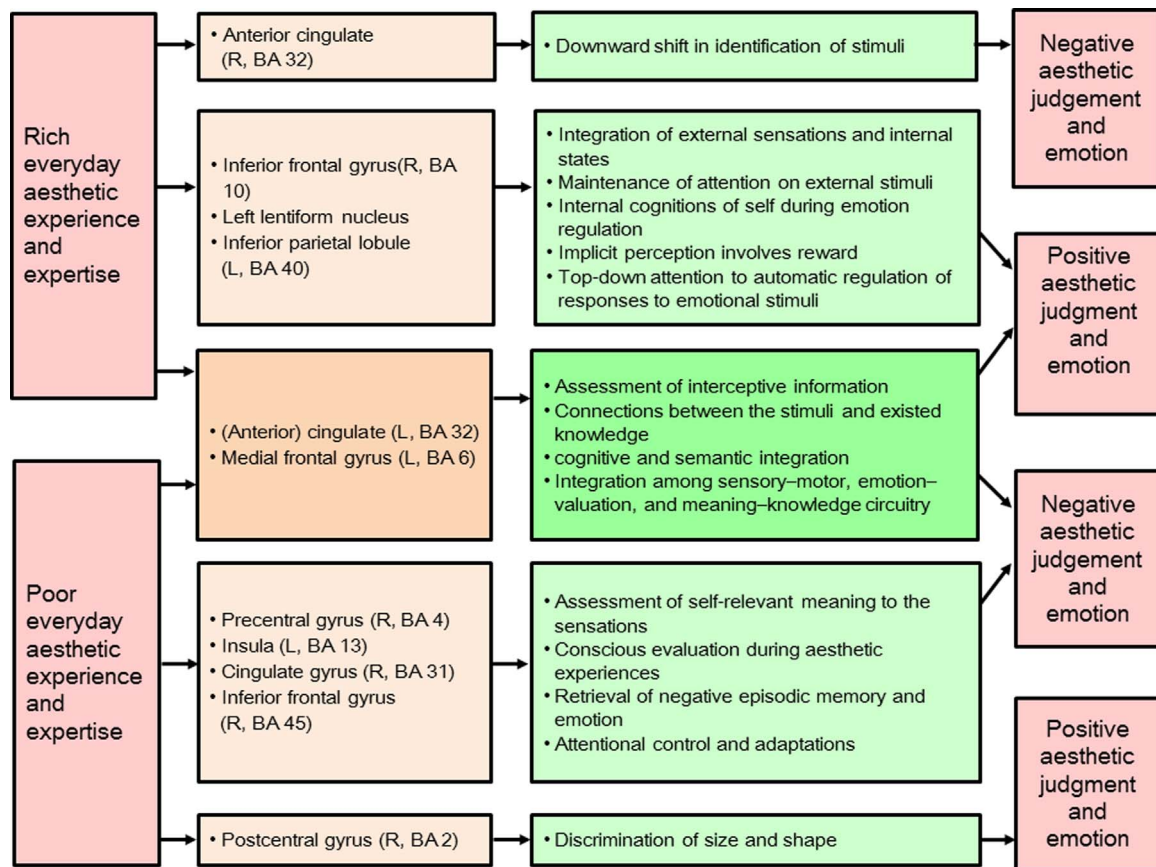 Rich
everyday
aesthetic
experience
and
expertise
Poor
everyday
aesthetic
experience
and
expertise
• Anterior cingulate
(R, BA 32)
• Inferior frontal gyrus(R, BA
10)
• Left lentiform nucleus
• Inferior parietal lobule
(L, BA 40)
• (Anterior) cingulate (L, BA 32)
• Medial frontal gyrus (L, BA 6)
• Precentral gyrus (R, BA 4)
• Insula (L, BA 13)
• Cingulate gyrus (R, BA 31)
• Inferior frontal gyrus
(R, BA 45)
• Postcentral gyrus (R, BA 2)
• Downward shift in identification of stimuli
• Integration of external sensations and internal
states
• Maintenance of attention on external stimuli
• Internal cognitions of self during emotion
regulation
• Implicit perception involves reward
• Top-down attention to automatic regulation of
responses to emotional stimuli
• Assessment of interceptive information
• Connections between the stimuli and existed
knowledge
• cognitive and semantic integration
• Integration among sensory–motor, emotion–
valuation, and meaning–knowledge circuitry
• Assessment of self-relevant meaning to the
sensations
• Conscious evaluation during aesthetic
experiences
• Retrieval of negative episodic memory and
emotion
• Attentional control and adaptations
• Discrimination of size and shape
Negative
aesthetic
judgement
and
emotion
Positive
aesthetic
judgment
and
emotion
Negative
aesthetic
judgement
and
emotion
Positive
aesthetic
judgment
and
emotion